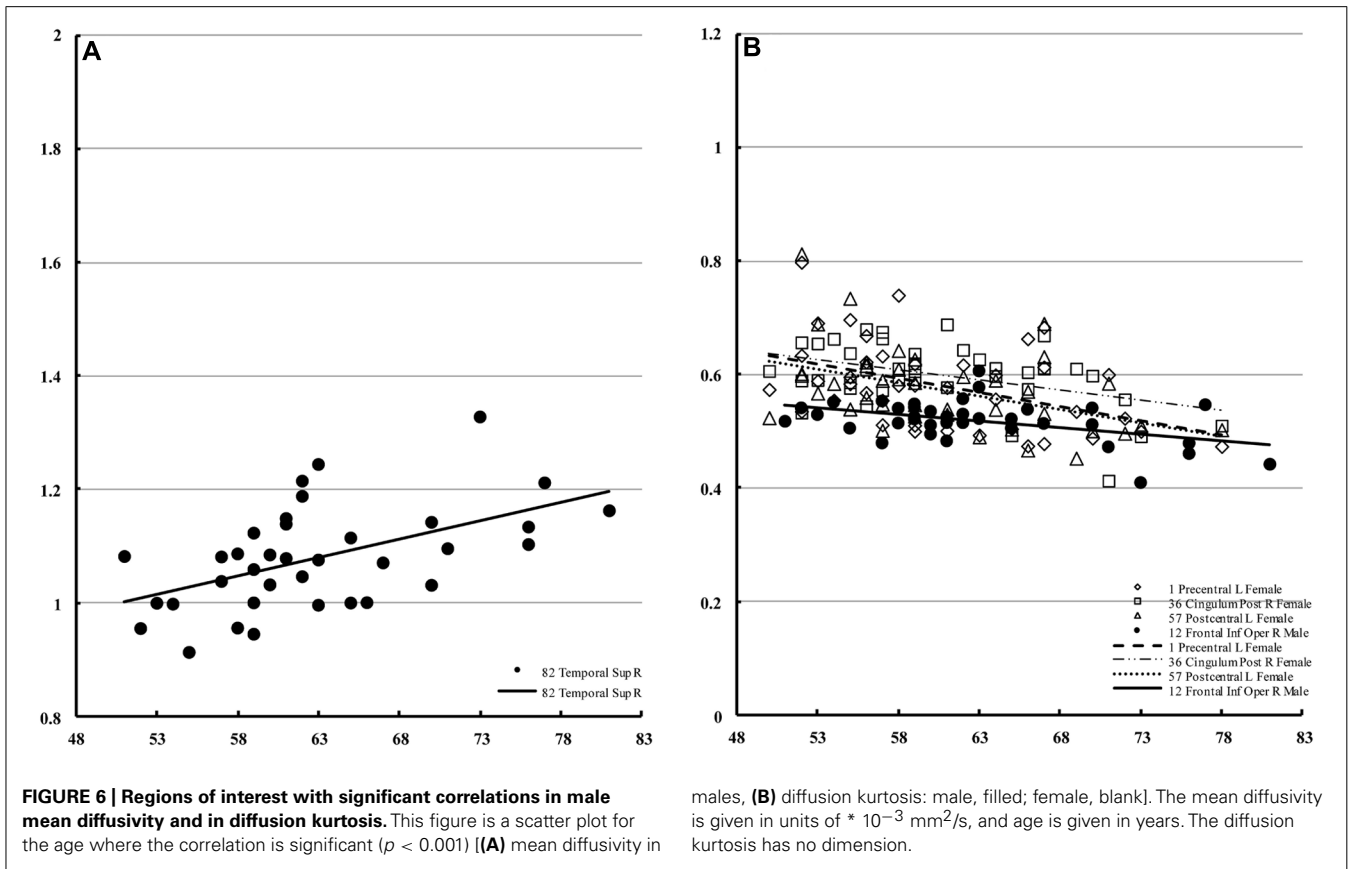 A
2
1.8
1.6
1.4
1.2
1
0.8
48 53 58 63 68 73 78 83
82 Temporal Sup R
82 Temporal Sup R
B
1.2
1
0.8
0.6
0.4
0.2
0
48 53 58 63 68 73 78 83
1 Precentral L Female
36 Cingulum Post R Female
57 Postcentral L Female
12 Frontal Inf Oper R Male
1 Precentral L Female
36 Cingulum Post R Female
57 Postcentral L Female
12 Frontal Inf Oper R Male
FIGURE 6 | Regions of interest with significant correlations in male
mean diffusivity and in diffusion kurtosis. This figure is a scatter plot for
the age where the correlation is significant (p < 0.001) [(A) mean diffusivity in
males, (B) diffusion kurtosis: male, filled; female, blank]. The mean diffusivity
is given in units of * 10⁻³ mm²/s, and age is given in years. The diffusion
kurtosis has no dimension.